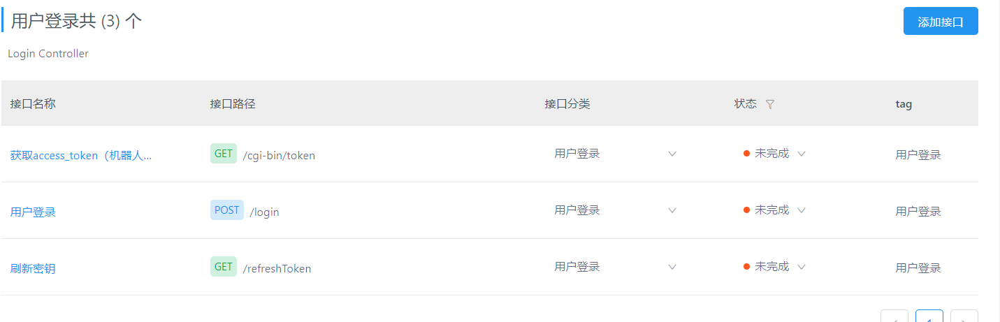 用户登录共 (3) 个
添加接口
Login Controller
接口名称 接口路径 接口分类 状态 tag
获取access_token（机器人... GET /cgi-bin/token 用户登录 未完成 用户登录
用户登录 POST /login 用户登录 未完成 用户登录
刷新密钥 GET /refreshToken 用户登录 未完成 用户登录
1